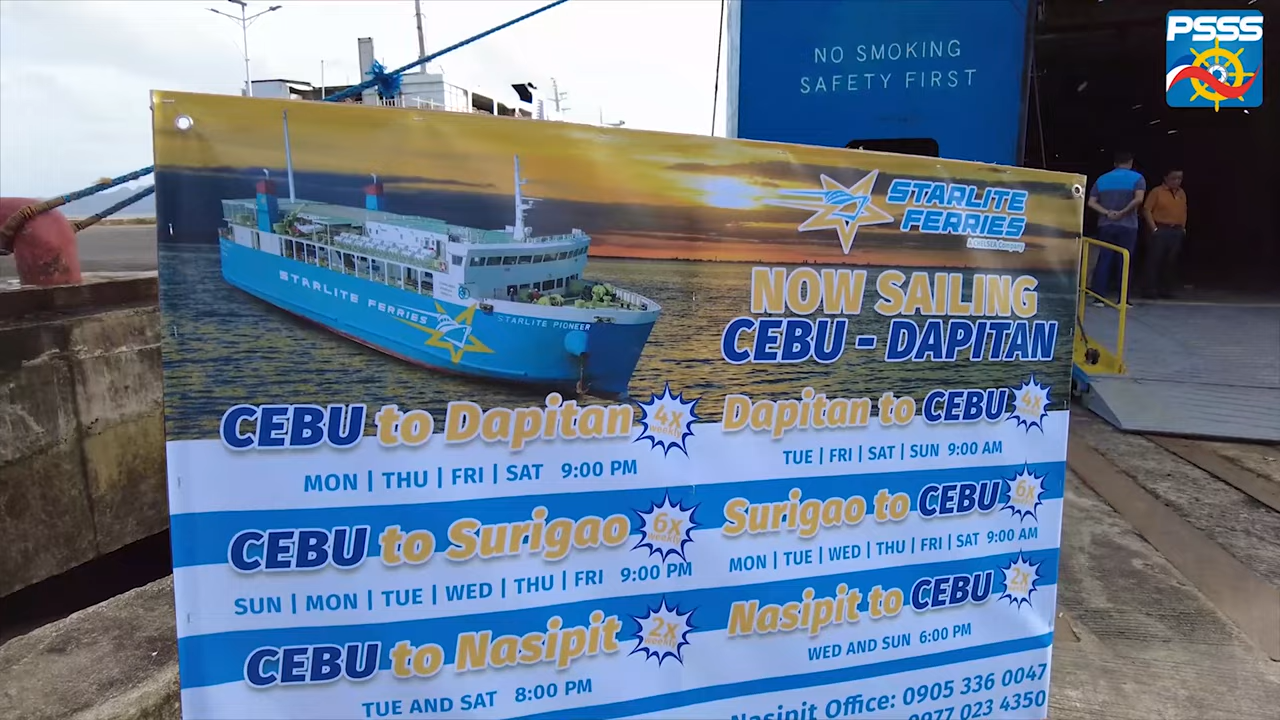 PSSS
NO SMOKING
SAFETY FIRST
STARLITE
FERRIES
A CHELSEA Company
STARLITE FERRIES
STARLITE PIONEER
NOW SAILING
CEBU - DAPITAN
CEBU to Dapitan 4x weekly
MON | THU | FRI | SAT 9:00 PM
Dapitan to CEBU 4x
TUE | FRI | SAT | SUN 9:00 AM
CEBU to Surigao 6x weekly
SUN | MON | TUE | WED | THU | FRI 9:00 PM
Surigao to CEBU 6x
MON | TUE | WED | THU | FRI | SAT 9:00 AM
CEBU to Nasipit 2x weekly
TUE AND SAT 8:00 PM
Nasipit to CEBU 2x
WED AND SUN 6:00 PM
Nasipit Office: 0905 336 0047
0977 023 4350